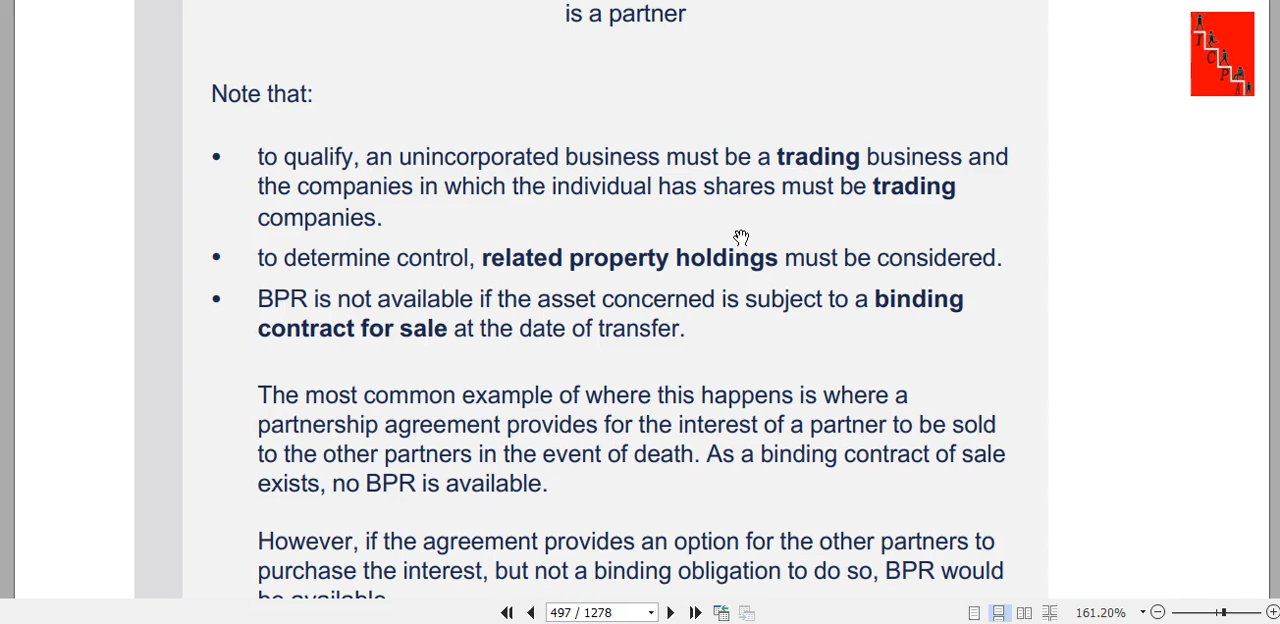 is a partner
Note that:
• to qualify, an unincorporated business must be a trading business and
the companies in which the individual has shares must be trading
companies.
• to determine control, related property holdings must be considered.
• BPR is not available if the asset concerned is subject to a binding
contract for sale at the date of transfer.
The most common example of where this happens is where a
partnership agreement provides for the interest of a partner to be sold
to the other partners in the event of death. As a binding contract of sale
exists, no BPR is available.
However, if the agreement provides an option for the other partners to
purchase the interest, but not a binding obligation to do so, BPR would
be available.
T
C
P
A
497 / 1278
161.20%